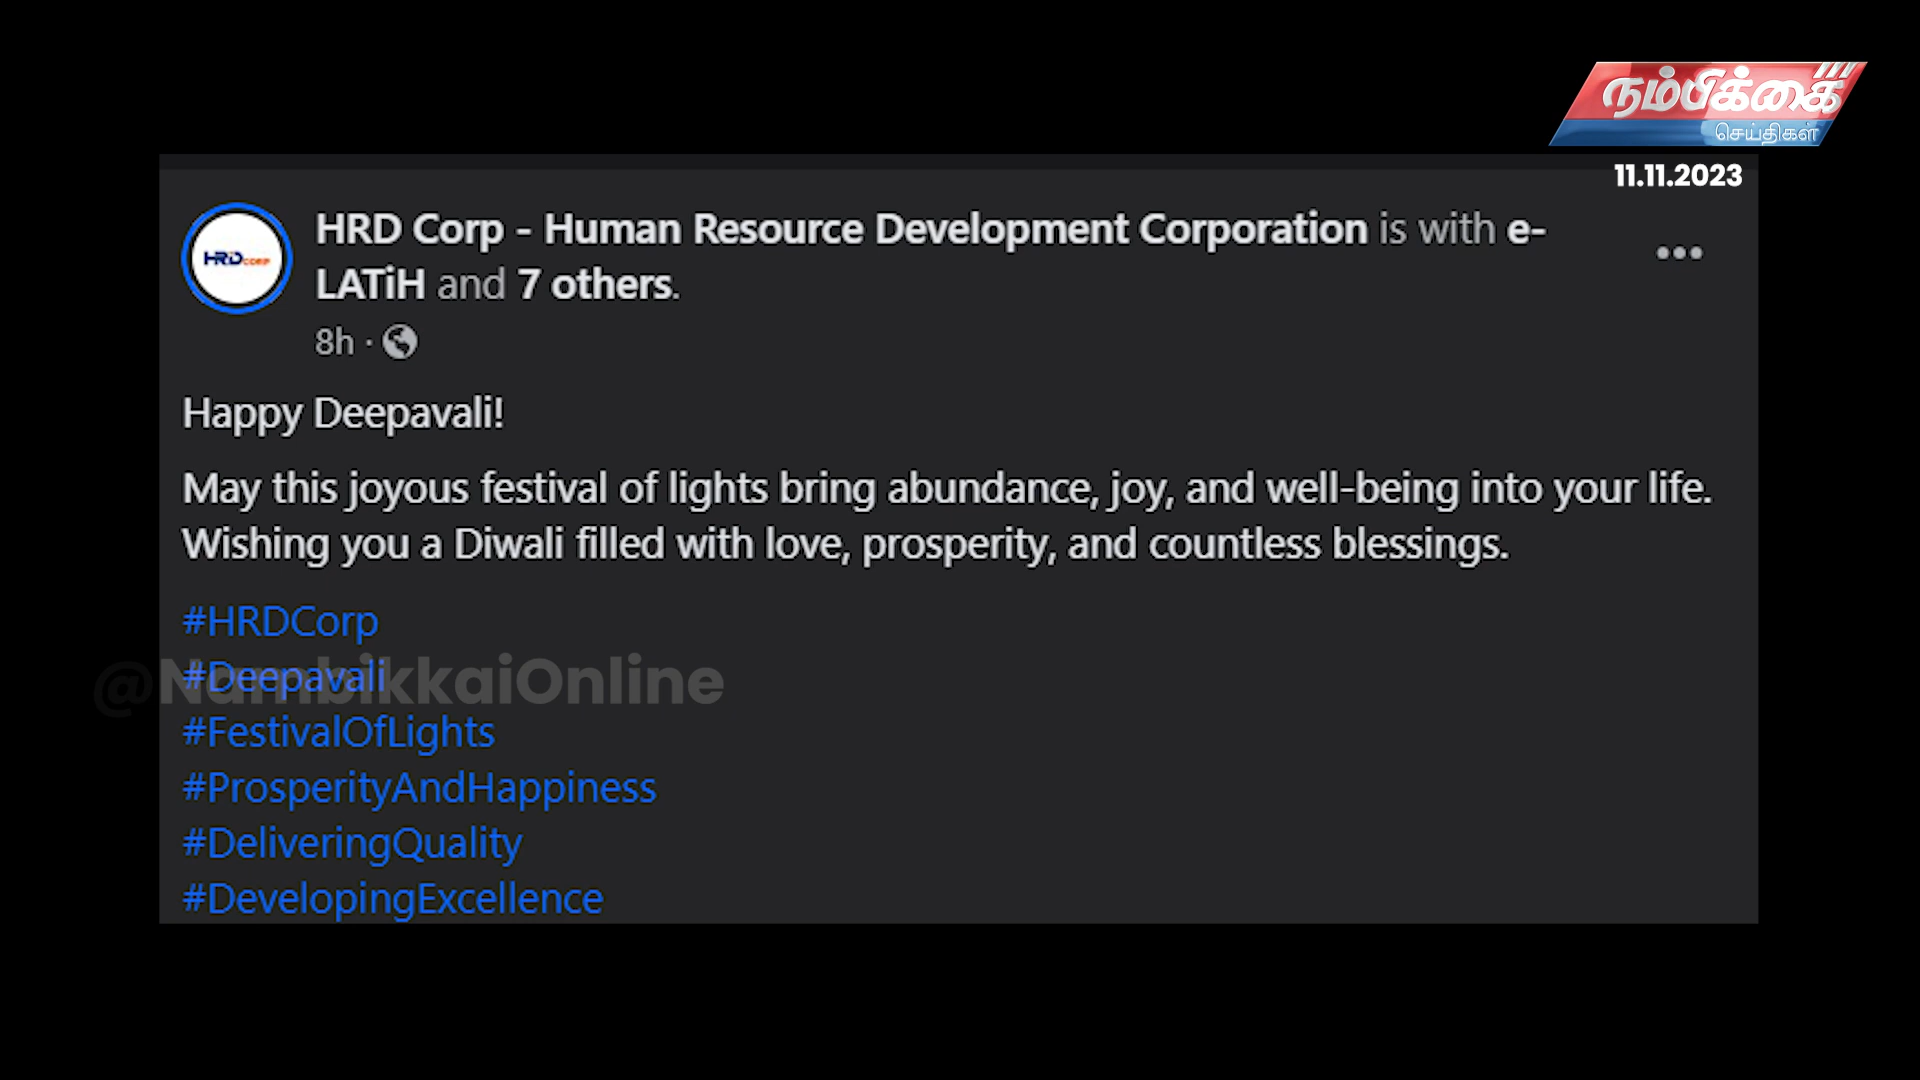 நம்பிக்கை
செய்திகள்
11.11.2023
HRD CORP
HRD Corp - Human Resource Development Corporation is with e-
LATiH and 7 others.
8h ·
Happy Deepavali!
May this joyous festival of lights bring abundance, joy, and well-being into your life.
Wishing you a Diwali filled with love, prosperity, and countless blessings.
#HRDCorp
#Deepavali
@NambikkaiOnline
#FestivalOfLights
#ProsperityAndHappiness
#DeliveringQuality
#DevelopingExcellence